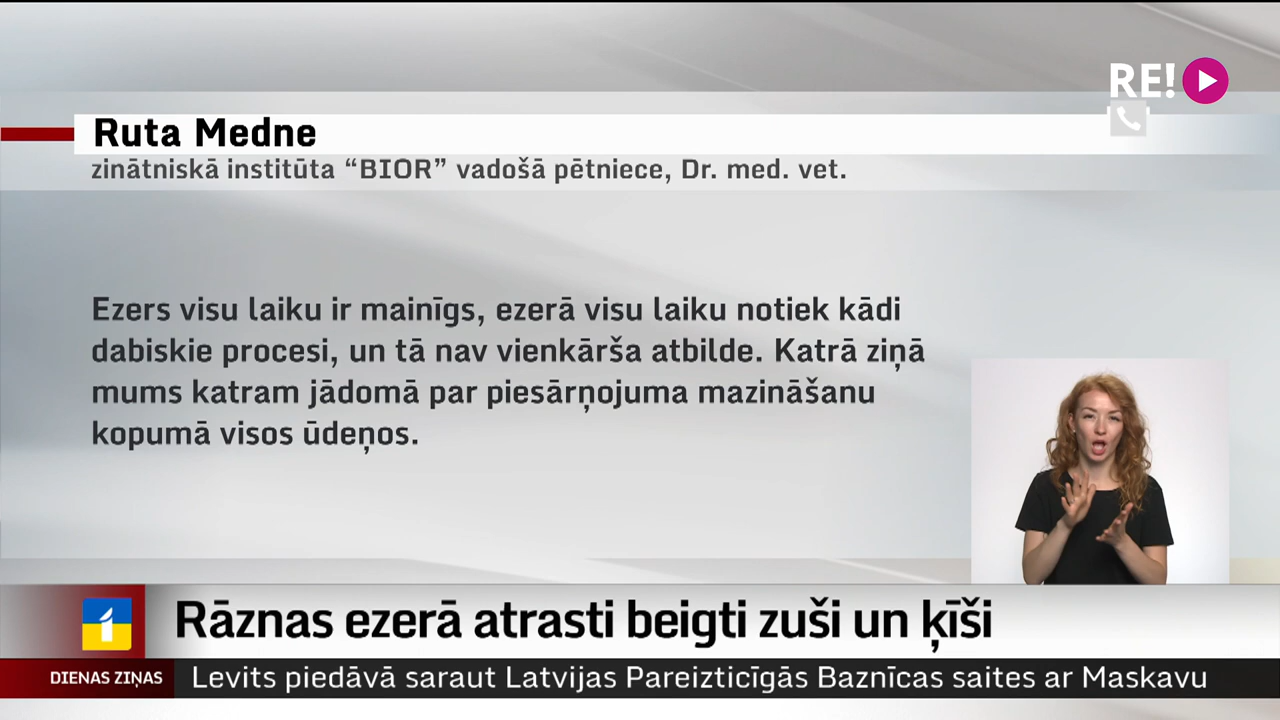 RE!
Ruta Medne
zinātniskā institūta “BIOR” vadošā pētniece, Dr. med. vet.
Ezers visu laiku ir mainīgs, ezerā visu laiku notiek kādi
dabiskie procesi, un tā nav vienkārša atbilde. Katrā ziņā
mums katram jādomā par piesārņojuma mazināšanu
kopumā visos ūdeņos.
1
Rāznas ezerā atrasti beigti zuši un ķīši
DIENAS ZIŅAS
Levits piedāvā saraut Latvijas Pareizticīgās Baznīcas saites ar Maskavu